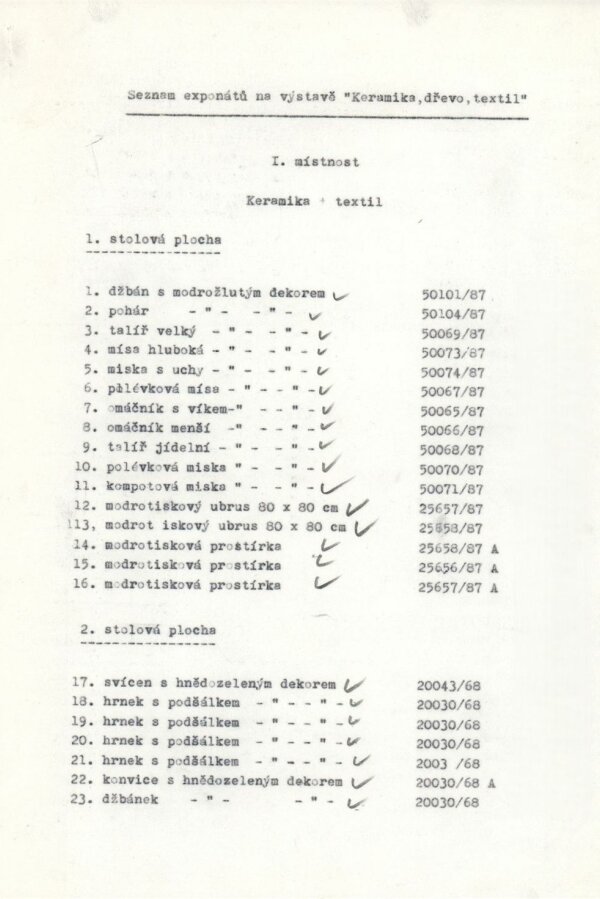 Seznam exponátů na výstavě "Keramika,dřevo,textil"
I. místnost
Keramika + textil
1. stolová plocha
1. džbán s modrožlutým dekorem ✓ 50101/87
2. pohár - " - - " - ✓ 50104/87
3. talíř velký - " - - " - ✓ 50069/87
4. mísa hluboká - " - - " - ✓ 50073/87
5. miska s uchy - " - - " - ✓ 50074/87
6. polévková mísa - " - - " - ✓ 50067/87
7. omáčník s víkem-" - - " - ✓ 50065/87
8. omáčník menší -" - - " - ✓ 50066/87
9. talíř jídelní - " - - " - ✓ 50068/87
10. polévková miska - " - - " - ✓ 50070/87
11. kompotová miska - " - - " - ✓ 50071/87
12. modrotiskový ubrus 80 x 80 cm ✓ 25657/87
113, modrot iskový ubrus 80 x 80 cm ✓ 25658/87
14. modrotisková prostírka ✓ 25658/87 A
15. modrotisková prostírka ✓ 25656/87 A
16. modrotisková prostírka ✓ 25657/87 A
2. stolová plocha
17. svícen s hnědozeleným dekorem ✓ 20043/68
18. hrnek s podšálkem - " - - " - ✓ 20030/68
19. hrnek s podšálkem - " - - " - ✓ 20030/68
20. hrnek s podšálkem - " - - " - ✓ 20030/68
21. hrnek s podšálkem - " - - " - ✓ 2003 /68
22. konvice s hnědozeleným dekorem ✓ 20030/68 A
23. džbánek - " - - " - ✓ 20030/68